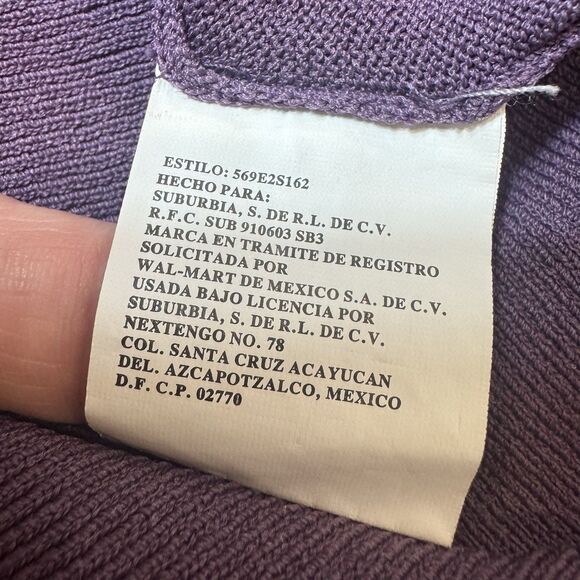 ESTILO: 569E2S162
HECHO PARA:
SUBURBIA, S. DE R.L. DE C.V.
R.F.C. SUB 910603 SB3
MARCA EN TRAMITE DE REGISTRO
SOLICITADA POR
WAL-MART DE MEXICO S.A. DE C.V.
USADA BAJO LICENCIA POR
SUBURBIA, S. DE R.L. DE C.V.
NEXTENGO NO. 78
COL. SANTA CRUZ ACAYUCAN
DEL. AZCAPOTZALCO, MEXICO
D.F. C.P. 02770